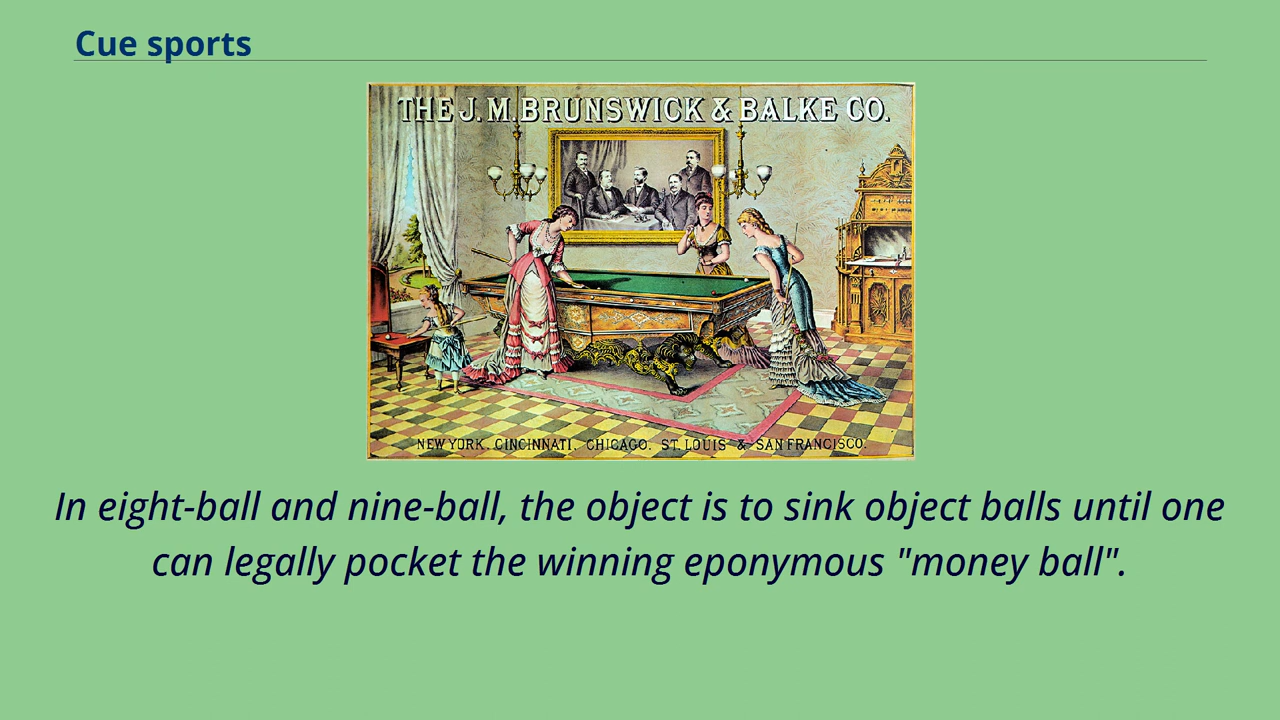 Cue sports
THE J. M. BRUNSWICK & BALKE CO.
NEW YORK, CINCINNATI, CHICAGO, ST. LOUIS & SAN FRANCISCO.
In eight-ball and nine-ball, the object is to sink object balls until one
can legally pocket the winning eponymous "money ball".